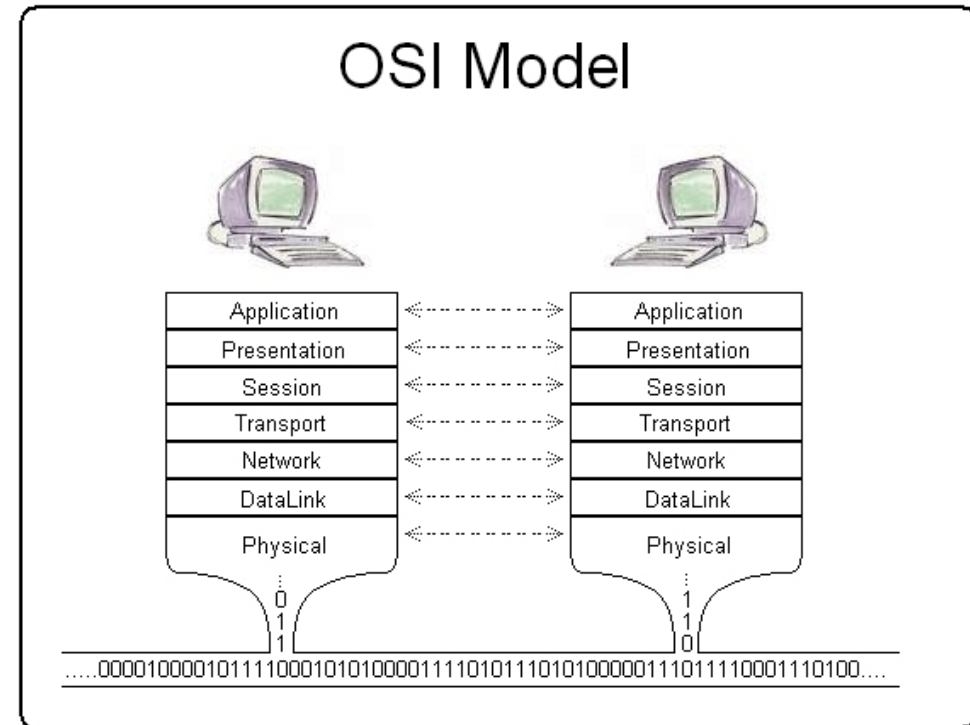 OSI Model
Application Application
Presentation Presentation
Session Session
Transport Transport
Network Network
DataLink DataLink
Physical Physical
0 1
1 1
1 0
.....0000100001011110001010100001111010111010100000111011110001110100....